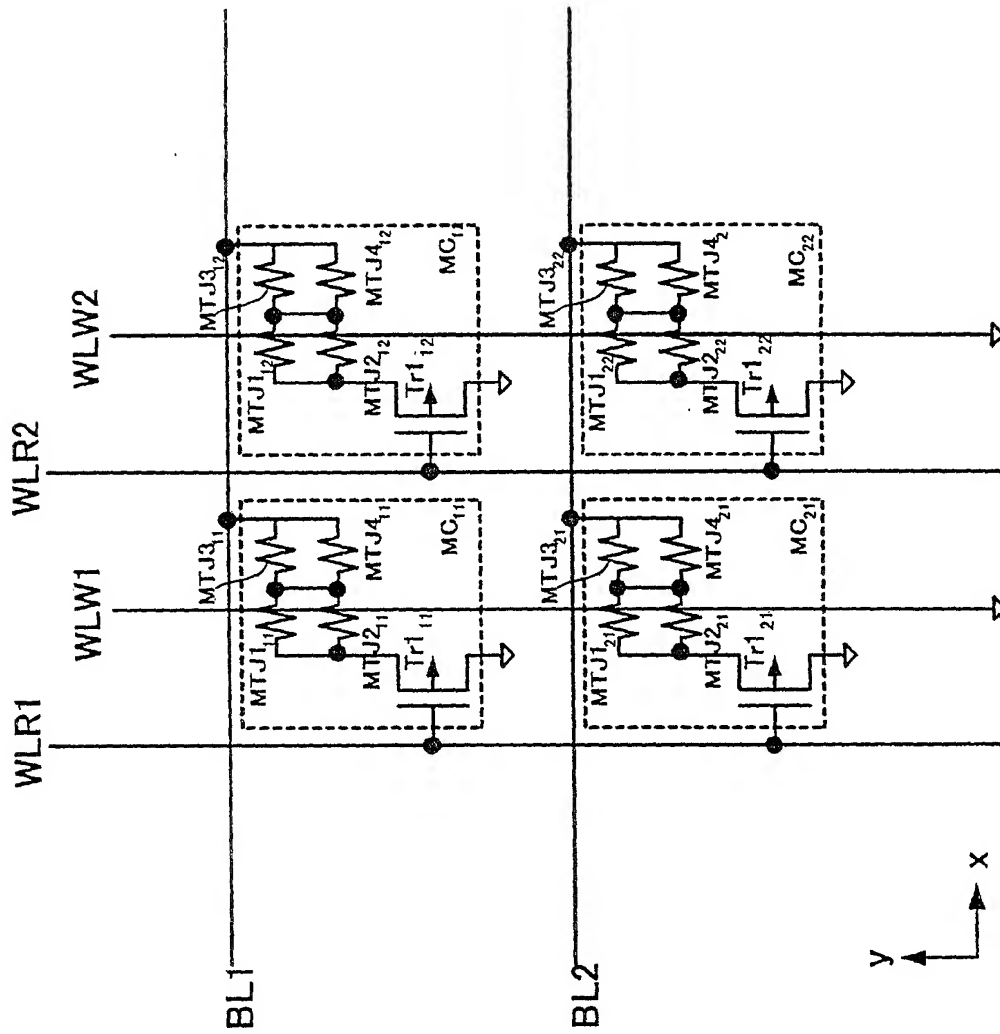 WLR1
WLW1
WLR2
WLW2
BL1
MTJ3₁₁
MTJ1₁₁
MTJ4₁₁
MTJ2₁₁
Tr1₁₁
MC₁₁
MTJ3₁₂
MTJ1₁₂
MTJ4₁₂
MTJ2₁₂
Tr1₁₂
MC₁₂
BL2
MTJ3₂₁
MTJ1₂₁
MTJ4₂₁
MTJ2₂₁
Tr1₂₁
MC₂₁
MTJ3₂₂
MTJ1₂₂
MTJ4₂
MTJ2₂₂
Tr1₂₂
MC₂₂
y
x